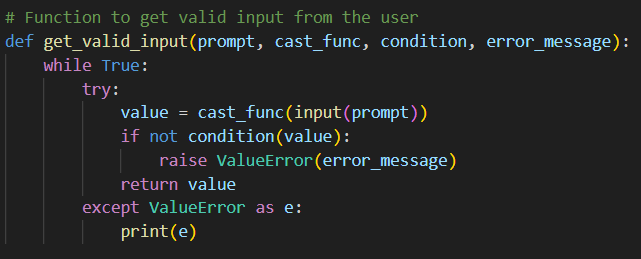 # Function to get valid input from the user
def get_valid_input(prompt, cast_func, condition, error_message):
    while True:
        try:
            value = cast_func(input(prompt))
            if not condition(value):
                raise ValueError(error_message)
            return value
        except ValueError as e:
            print(e)